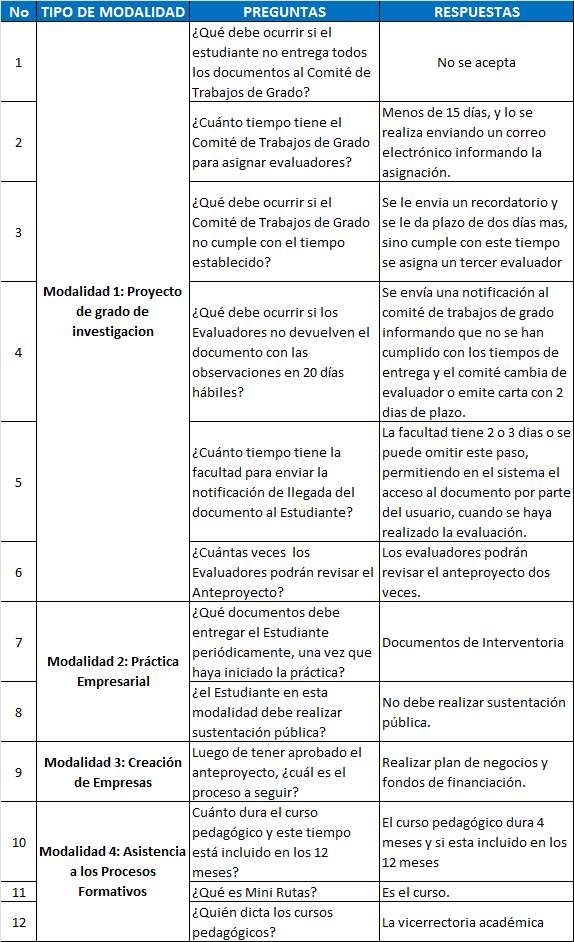 No TIPO DE MODALIDAD PREGUNTAS RESPUESTAS
Modalidad 1: Proyecto
de grado de
investigacion
1
¿Qué debe ocurrir si el
estudiante no entrega todos
los documentos al Comité de
Trabajos de Grado?
No se acepta
2
¿Cuánto tiempo tiene el
Comité de Trabajos de Grado
para asignar evaluadores?
Menos de 15 días, y lo se
realiza enviando un correo
electrónico informando la
asignación.
3
¿Qué debe ocurrir si el
Comité de Trabajos de Grado
no cumple con el tiempo
establecido?
Se le envia un recordatorio y
se le da plazo de dos días mas,
sino cumple con este tiempo
se asigna un tercer evaluador
4
¿Qué debe ocurrir si los
Evaluadores no devuelven el
documento con las
observaciones en 20 días
hábiles?
Se envía una notificación al
comité de trabajos de grado
informando que no se han
cumplido con los tiempos de
entrega y el comité cambia de
evaluador o emite carta con 2
dias de plazo.
5
¿Cuánto tiempo tiene la
facultad para enviar la
notificación de llegada del
documento al Estudiante?
La facultad tiene 2 o 3 dias o se
puede omitir este paso,
permitiendo en el sistema el
acceso al documento por parte
del usuario, cuando se haya
realizado la evaluación.
6
¿Cuántas veces  los
Evaluadores podrán revisar el
Anteproyecto?
Los evaluadores podrán
revisar el anteproyecto dos
veces.
Modalidad 2: Práctica
Empresarial
7
¿Qué documentos debe
entregar el Estudiante
periódicamente, una vez que
haya iniciado la práctica?
Documentos de Interventoria
8
¿el Estudiante en esta
modalidad debe realizar
sustentación pública?
No debe realizar sustentación
pública.
Modalidad 3: Creación
de Empresas
9
Luego de tener aprobado el
anteproyecto, ¿cuál es el
proceso a seguir?
Realizar plan de negocios y
fondos de financiación.
Modalidad 4: Asistencia
a los Procesos
Formativos
10
Cuánto dura el curso
pedagógico y este tiempo
está incluido en los 12
meses?
El curso pedagógico dura 4
meses y si esta incluido en los
12 meses
11
¿Qué es Mini Rutas?
Es el curso.
12
¿Quién dicta los cursos
pedagógicos?
La vicerrectoria académica